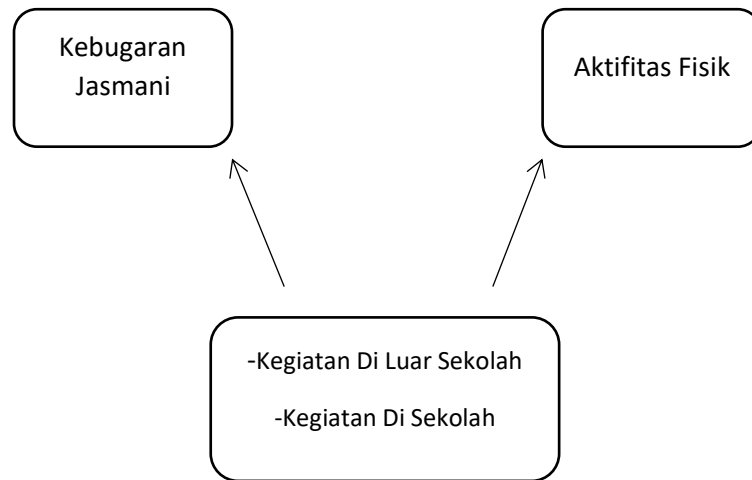 Kebugaran
Jasmani
Aktifitas Fisik
-Kegiatan Di Luar Sekolah
-Kegiatan Di Sekolah